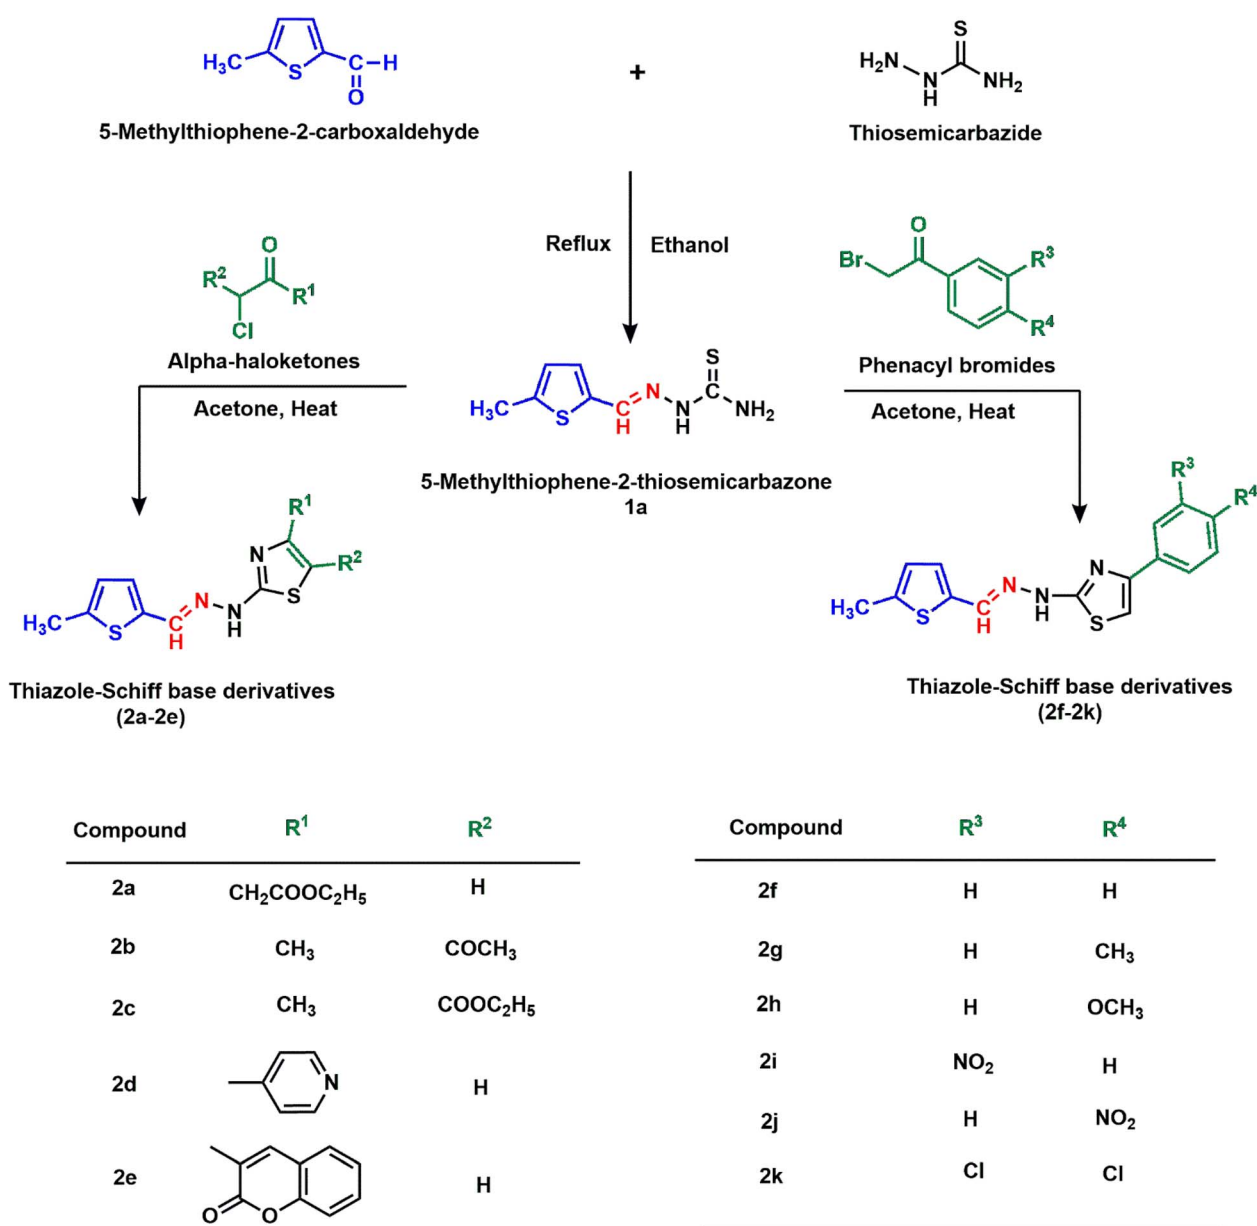 H₃C S C H O
+
H₂N N H S NH₂
5-Methylthiophene-2-carboxaldehyde
Thiosemicarbazide
Reflux Ethanol
R² O R¹ Cl
Br O R³ R⁴
Alpha-haloketones
Phenacyl bromides
Acetone, Heat
Acetone, Heat
H₃C S C H N N H C S NH₂
5-Methylthiophene-2-thiosemicarbazone
1a
H₃C S C H N N H N S R¹ R²
H₃C S C H N N H N S R³ R⁴
Thiazole-Schiff base derivatives
(2a-2e)
Thiazole-Schiff base derivatives
(2f-2k)
Compound R¹ R²
2a CH₂COOC₂H₅ H
2b CH₃ COCH₃
2c CH₃ COOC₂H₅
2d N H
2e O O H
Compound R³ R⁴
2f H H
2g H CH₃
2h H OCH₃
2i NO₂ H
2j H NO₂
2k Cl Cl